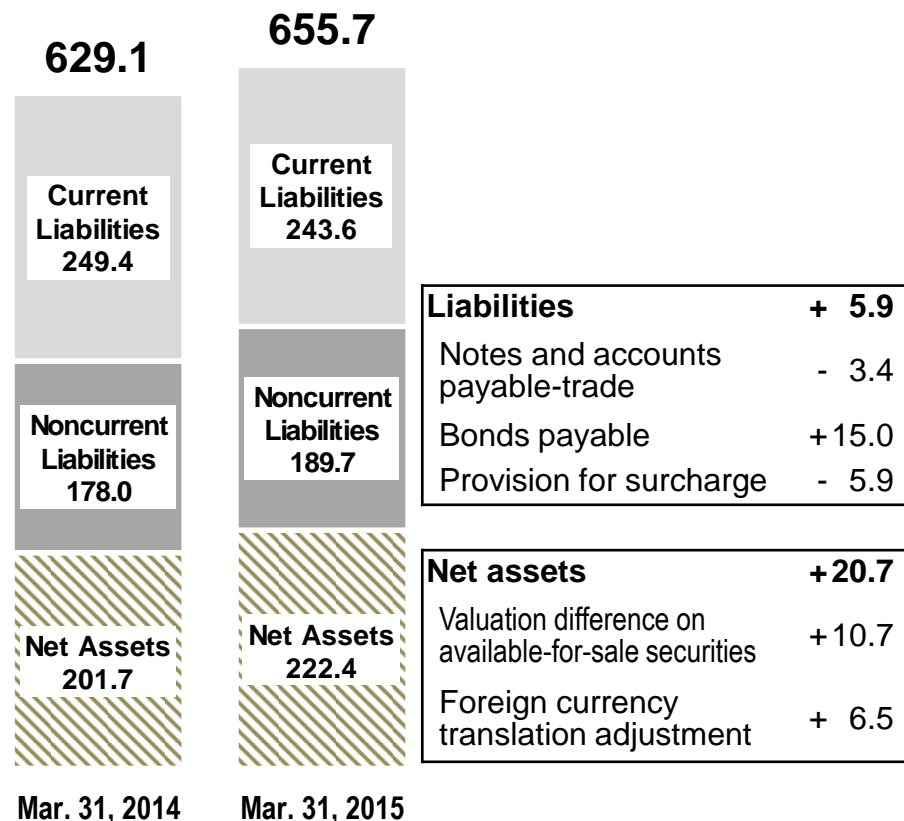 629.1
Current
Liabilities
249.4
Noncurrent
Liabilities
178.0
Net Assets
201.7
Mar. 31, 2014
655.7
Current
Liabilities
243.6
Noncurrent
Liabilities
189.7
Net Assets
222.4
Mar. 31, 2015
Liabilities + 5.9
Notes and accounts
payable-trade - 3.4
Bonds payable +15.0
Provision for surcharge - 5.9
Net assets +20.7
Valuation difference on
available-for-sale securities +10.7
Foreign currency
translation adjustment + 6.5